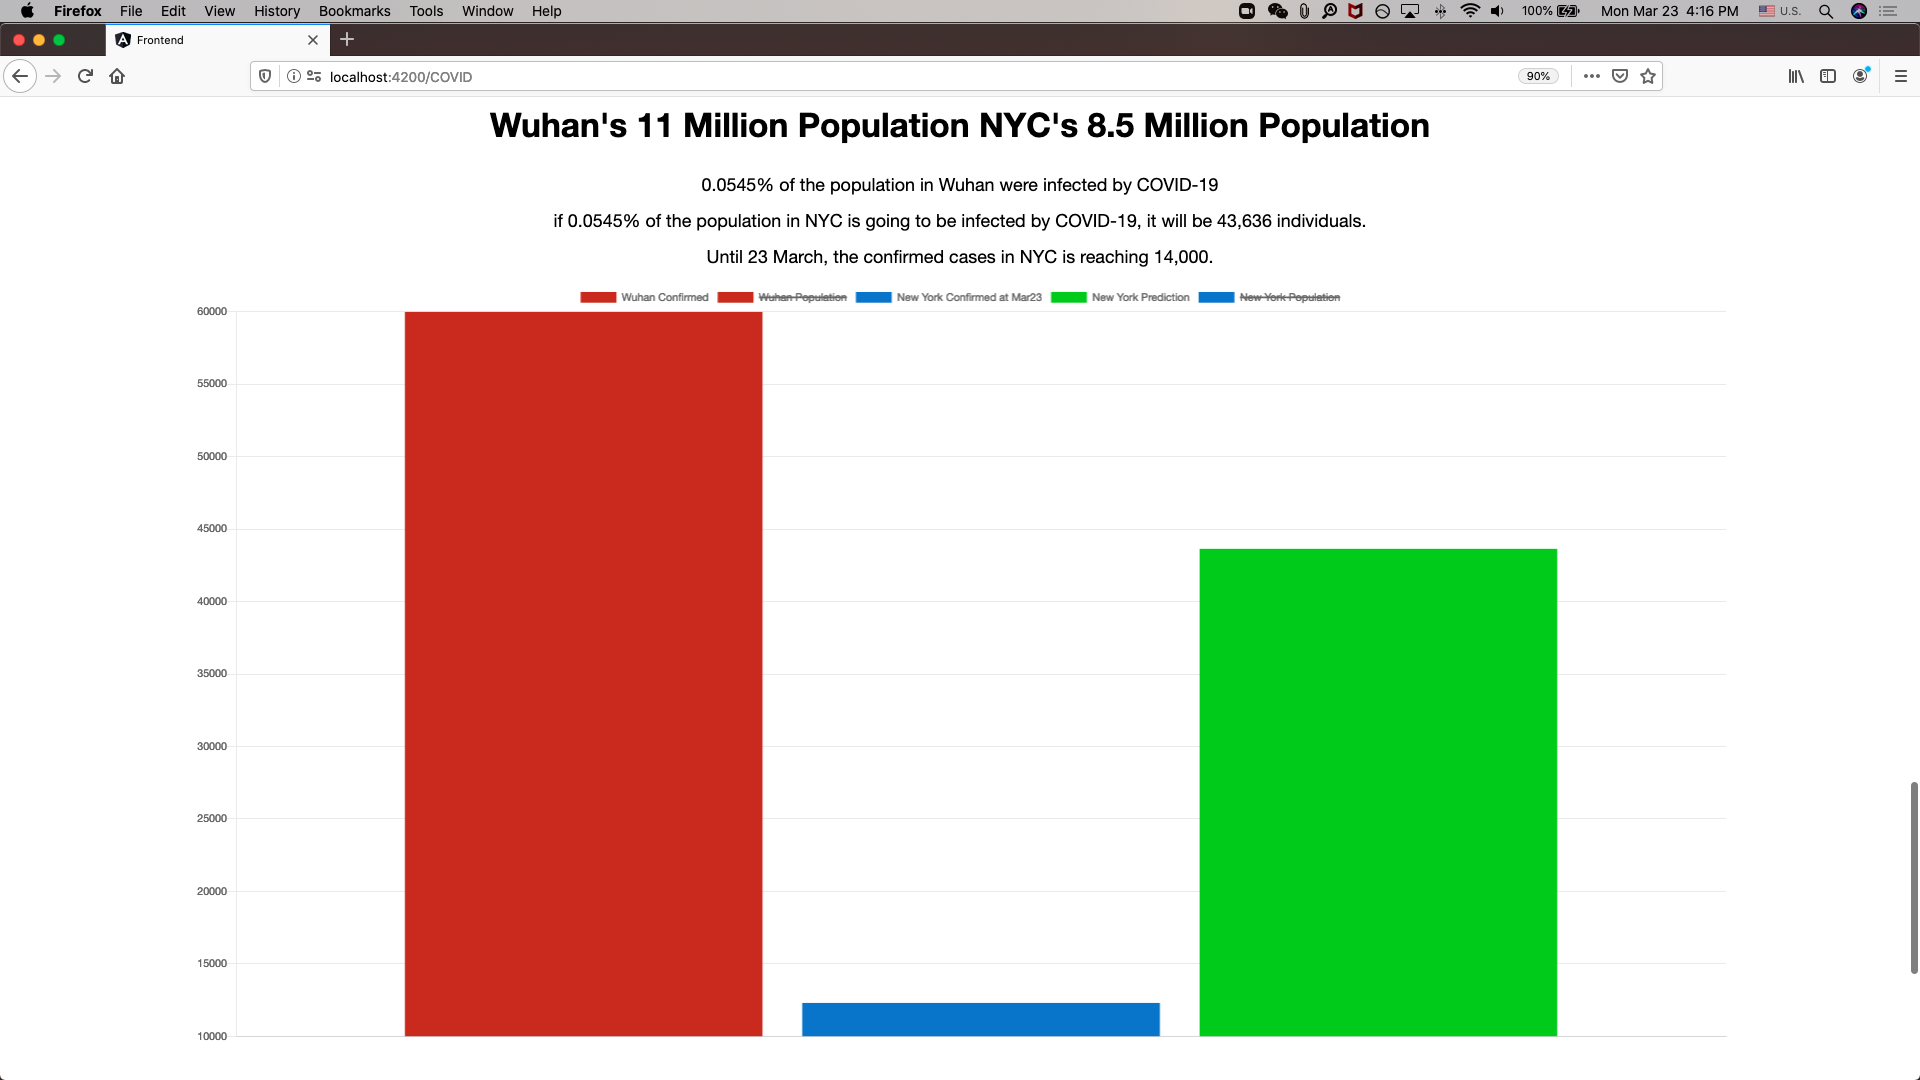 Firefox File Edit View History Bookmarks Tools Window Help 100% Mon Mar 23 4:16 PM U.S.
Frontend
localhost:4200/COVID 90%
Wuhan's 11 Million Population NYC's 8.5 Million Population
0.0545% of the population in Wuhan were infected by COVID-19
if 0.0545% of the population in NYC is going to be infected by COVID-19, it will be 43,636 individuals.
Until 23 March, the confirmed cases in NYC is reaching 14,000.
Wuhan Confirmed Wuhan Population New York Confirmed at Mar23 New York Prediction New York Population
60000
55000
50000
45000
40000
35000
30000
25000
20000
15000
10000